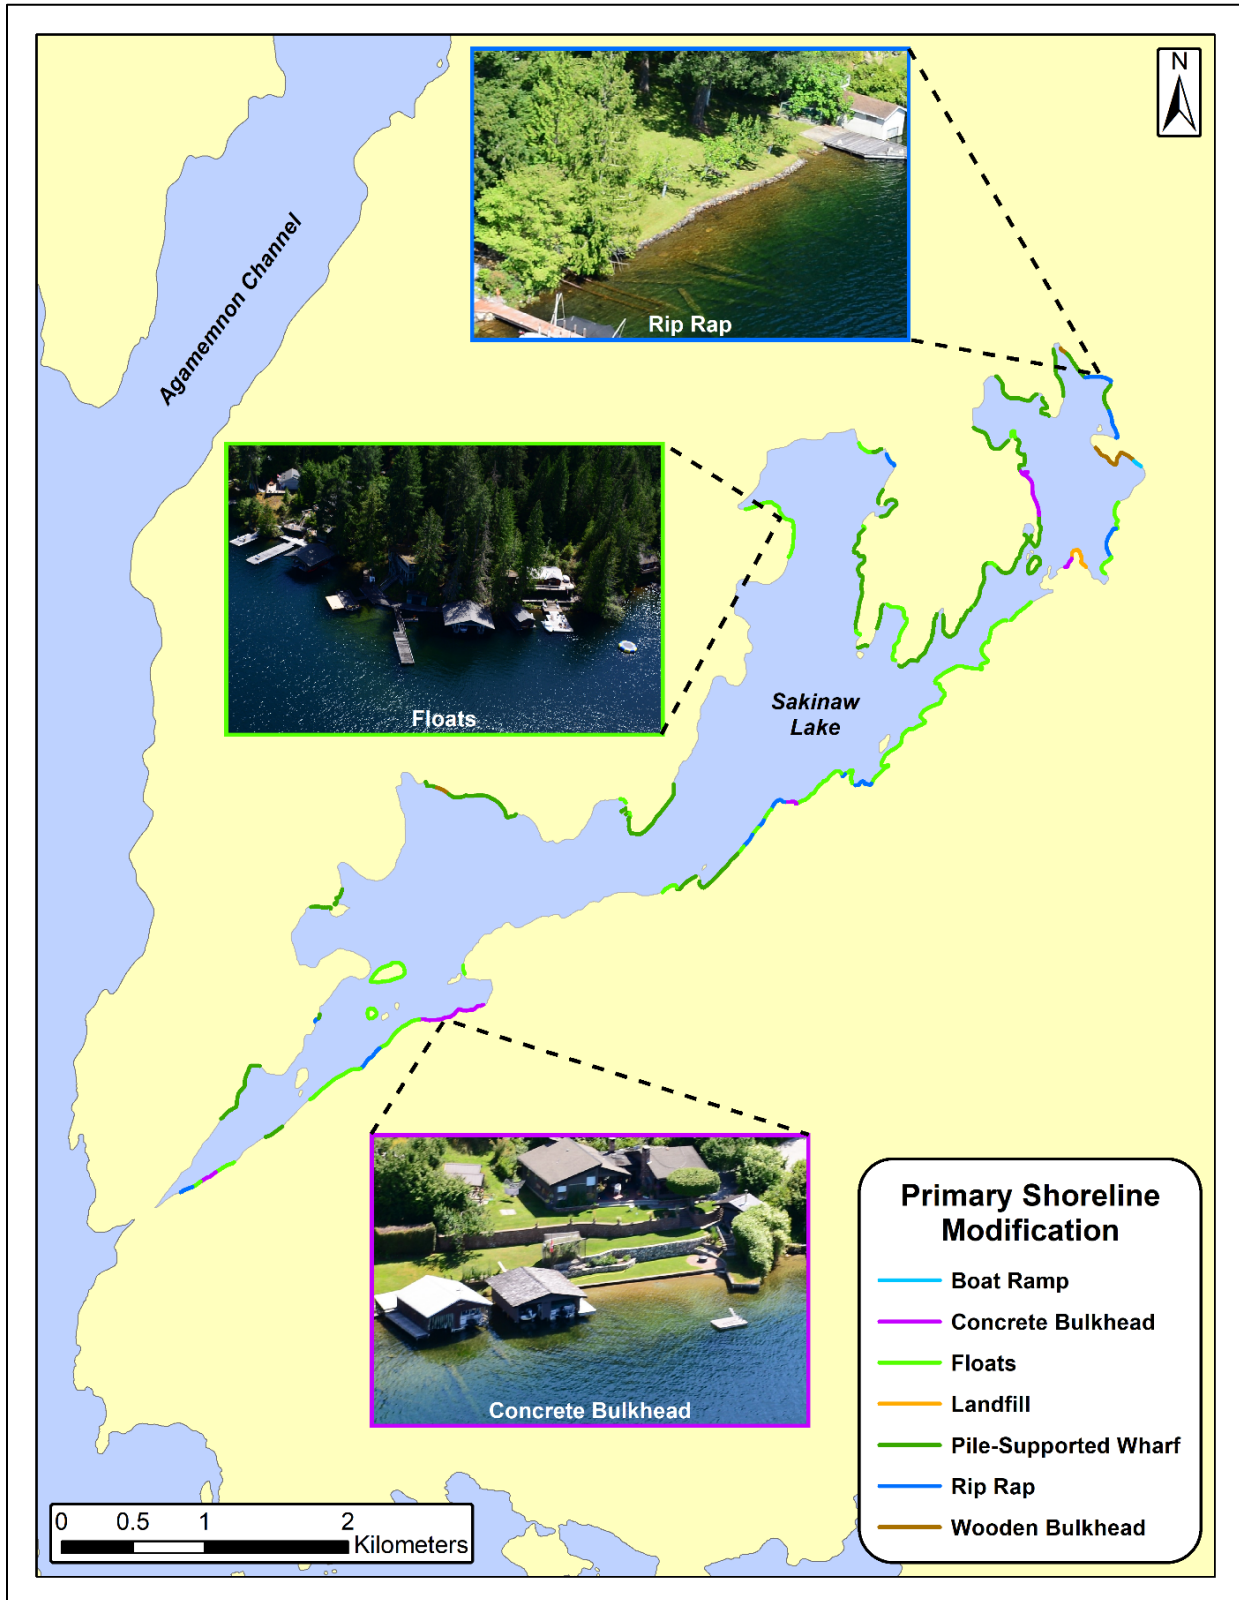 N
Rip Rap
Agamemnon Channel
Floats
Sakinaw
Lake
Concrete Bulkhead
Primary Shoreline
Modification
Boat Ramp
Concrete Bulkhead
Floats
Landfill
Pile-Supported Wharf
Rip Rap
Wooden Bulkhead
0 0.5 1 2
Kilometers